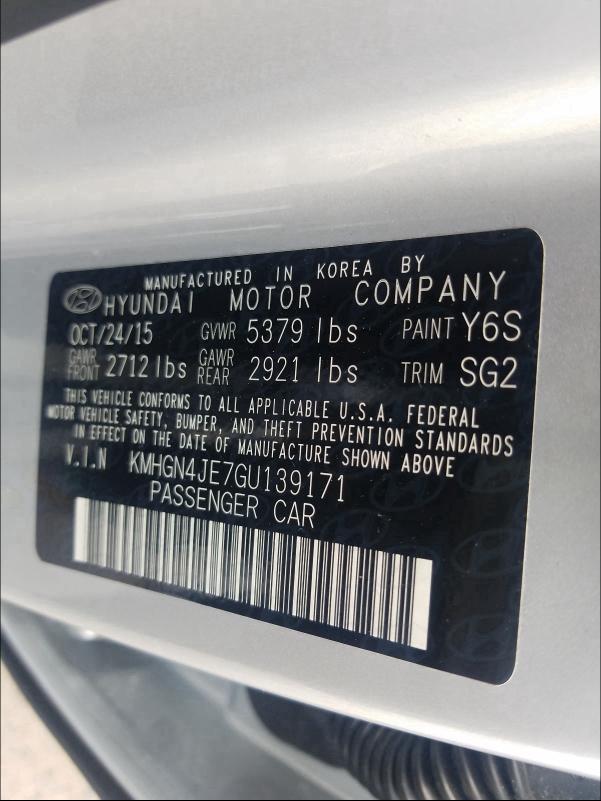 MANUFACTURED IN KOREA BY
HYUNDAI MOTOR COMPANY
OCT/24/15 GVWR 5379 lbs PAINT Y6S
GAWR FRONT 2712 lbs GAWR REAR 2921 lbs TRIM SG2
THIS VEHICLE CONFORMS TO ALL APPLICABLE U.S.A. FEDERAL
MOTOR VEHICLE SAFETY, BUMPER, AND THEFT PREVENTION STANDARDS
IN EFFECT ON THE DATE OF MANUFACTURE SHOWN ABOVE
V.I.N KMHGN4JE7GU139171
PASSENGER CAR